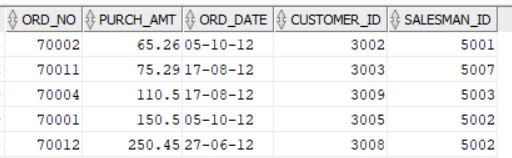 ORD_NO PURCH_AMT ORD_DATE CUSTOMER_ID SALESMAN_ID
70002 65.26 05-10-12 3002 5001
70011 75.29 17-08-12 3003 5007
70004 110.5 17-08-12 3009 5003
70001 150.5 05-10-12 3005 5002
70012 250.45 27-06-12 3008 5002